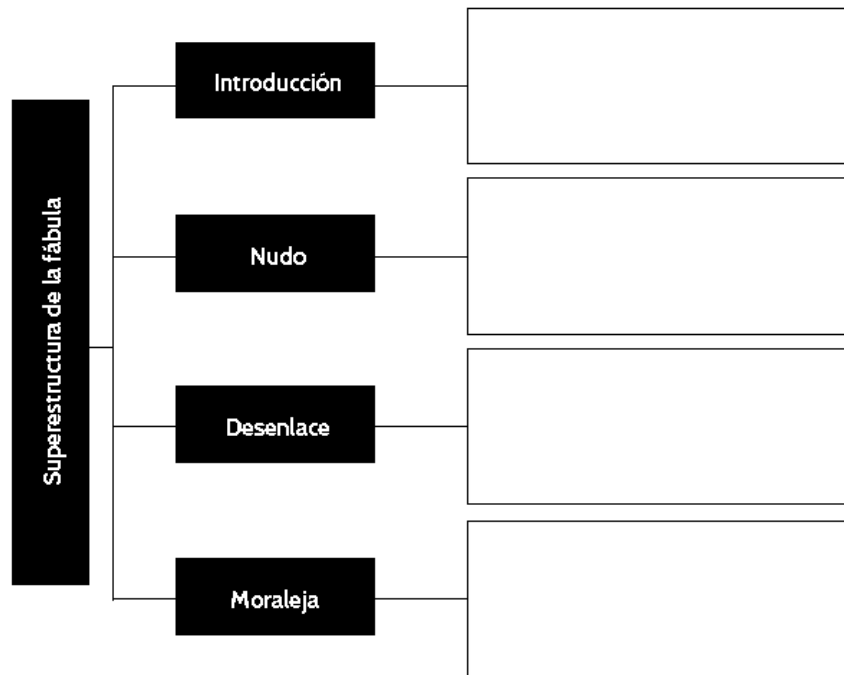 Superestructura de la fábula
Introducción
Nudo
Desenlace
Moraleja